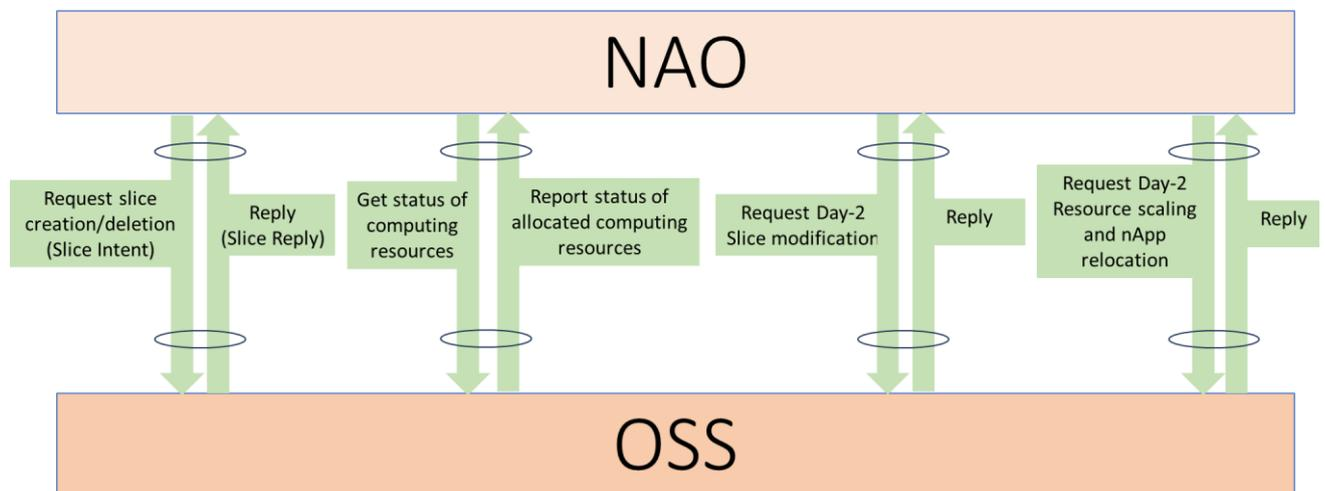 NAO
Request slice
creation/deletion
(Slice Intent)
Reply
(Slice Reply)
Get status of
computing
resources
Report status of
allocated computing
resources
Request Day-2
Slice modification
Reply
Request Day-2
Resource scaling
and nApp
relocation
Reply
OSS